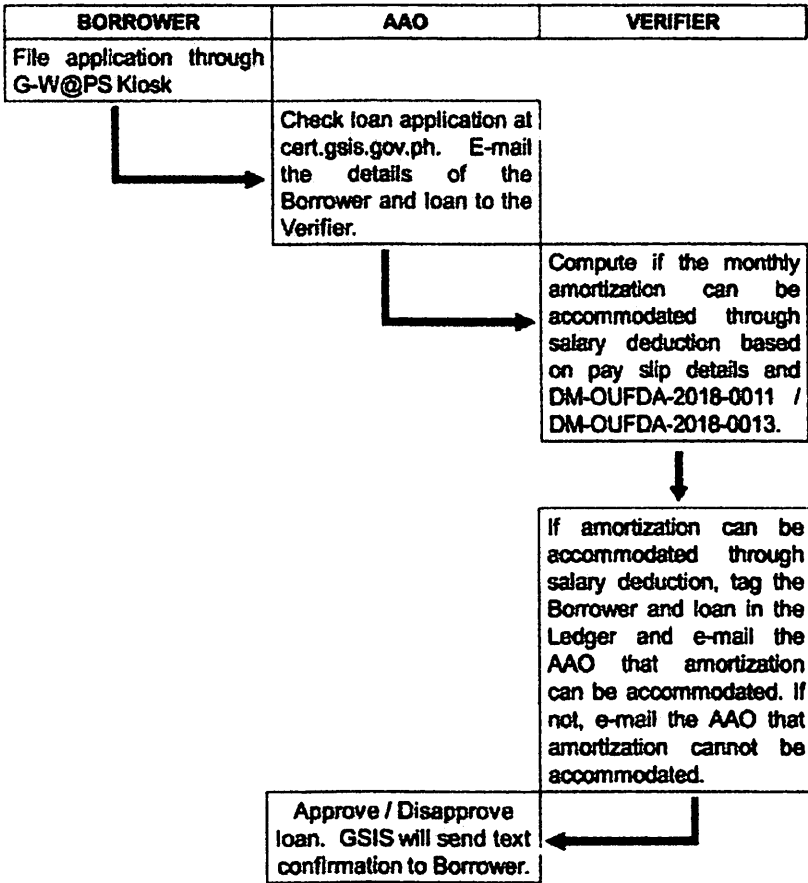 BORROWER AAO VERIFIER
File application through
G-W@PS Kiosk
Check loan application at
cert.gsis.gov.ph. E-mail
the details of the
Borrower and loan to the
Verifier.
Compute if the monthly
amortization can be
accommodated through
salary deduction based
on pay slip details and
DM-OUFDA-2018-0011 /
DM-OUFDA-2018-0013.
If amortization can be
accommodated through
salary deduction, tag the
Borrower and loan in the
Ledger and e-mail the
AAO that amortization
can be accommodated. If
not, e-mail the AAO that
amortization cannot be
accommodated.
Approve / Disapprove
loan. GSIS will send text
confirmation to Borrower.